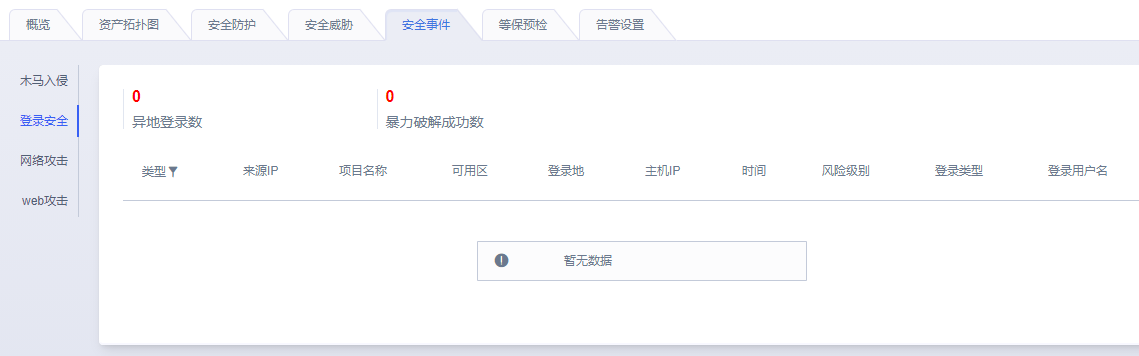 概览 资产拓扑图 安全防护 安全威胁 安全事件 等保预检 告警设置
木马入侵
登录安全
网络攻击
web攻击
0 0
异地登录数 暴力破解成功数
类型 来源IP 项目名称 可用区 登录地 主机IP 时间 风险级别 登录类型 登录用户名
暂无数据